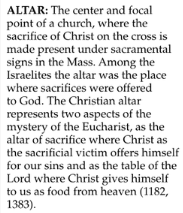 ALTAR: The center and focal
point of a church, where the
sacrifice of Christ on the cross is
made present under sacramental
signs in the Mass. Among the
Israelites the altar was the place
where sacrifices were offered
to God. The Christian altar
represents two aspects of the
mystery of the Eucharist, as the
altar of sacrifice where Christ as
the sacrificial victim offers himself
for our sins and as the table of the
Lord where Christ gives himself
to us as food from heaven (1182,
1383).